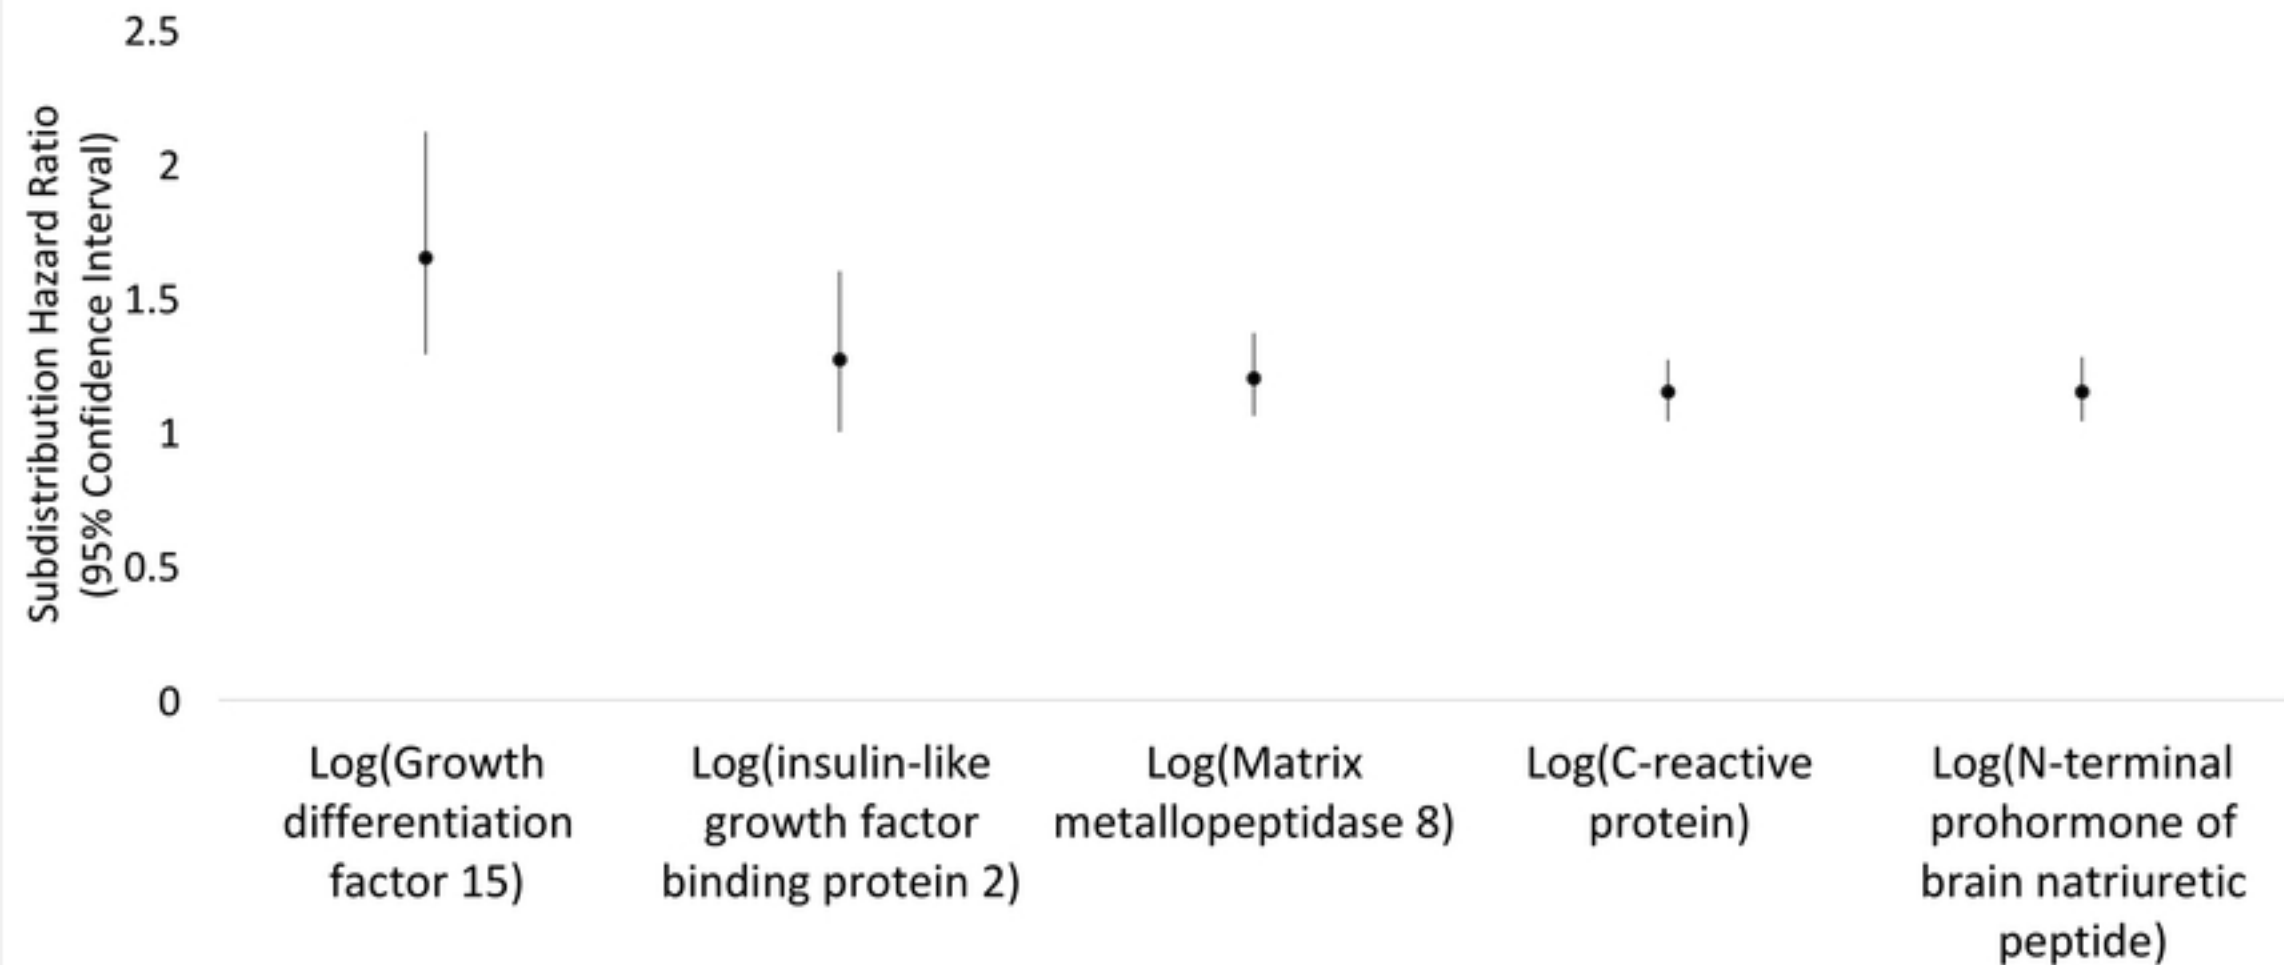 Subdistribution Hazard Ratio
(95% Confidence Interval)
2.5
2
1.5
1
0.5
0
Log(Growth
differentiation
factor 15)
Log(insulin-like
growth factor
binding protein 2)
Log(Matrix
metallopeptidase 8)
Log(C-reactive
protein)
Log(N-terminal
prohormone of
brain natriuretic
peptide)